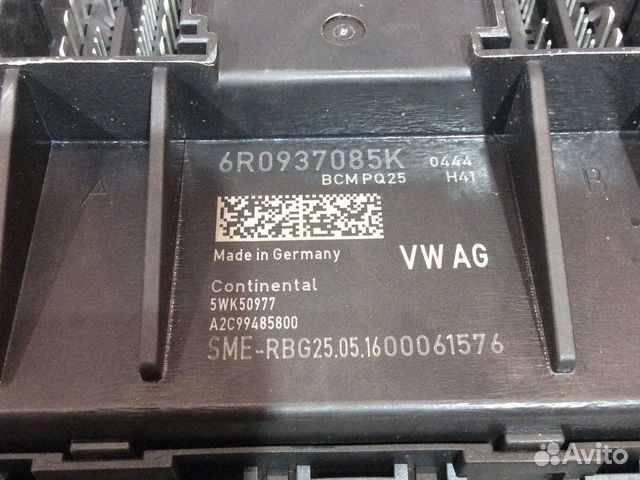 6R0937085K 0444
BCM PQ25 H41
A
B
Made in Germany
VW AG
Continental
5WK50977
A2C99485800
SME-RBG25.05.1600061576
Avito